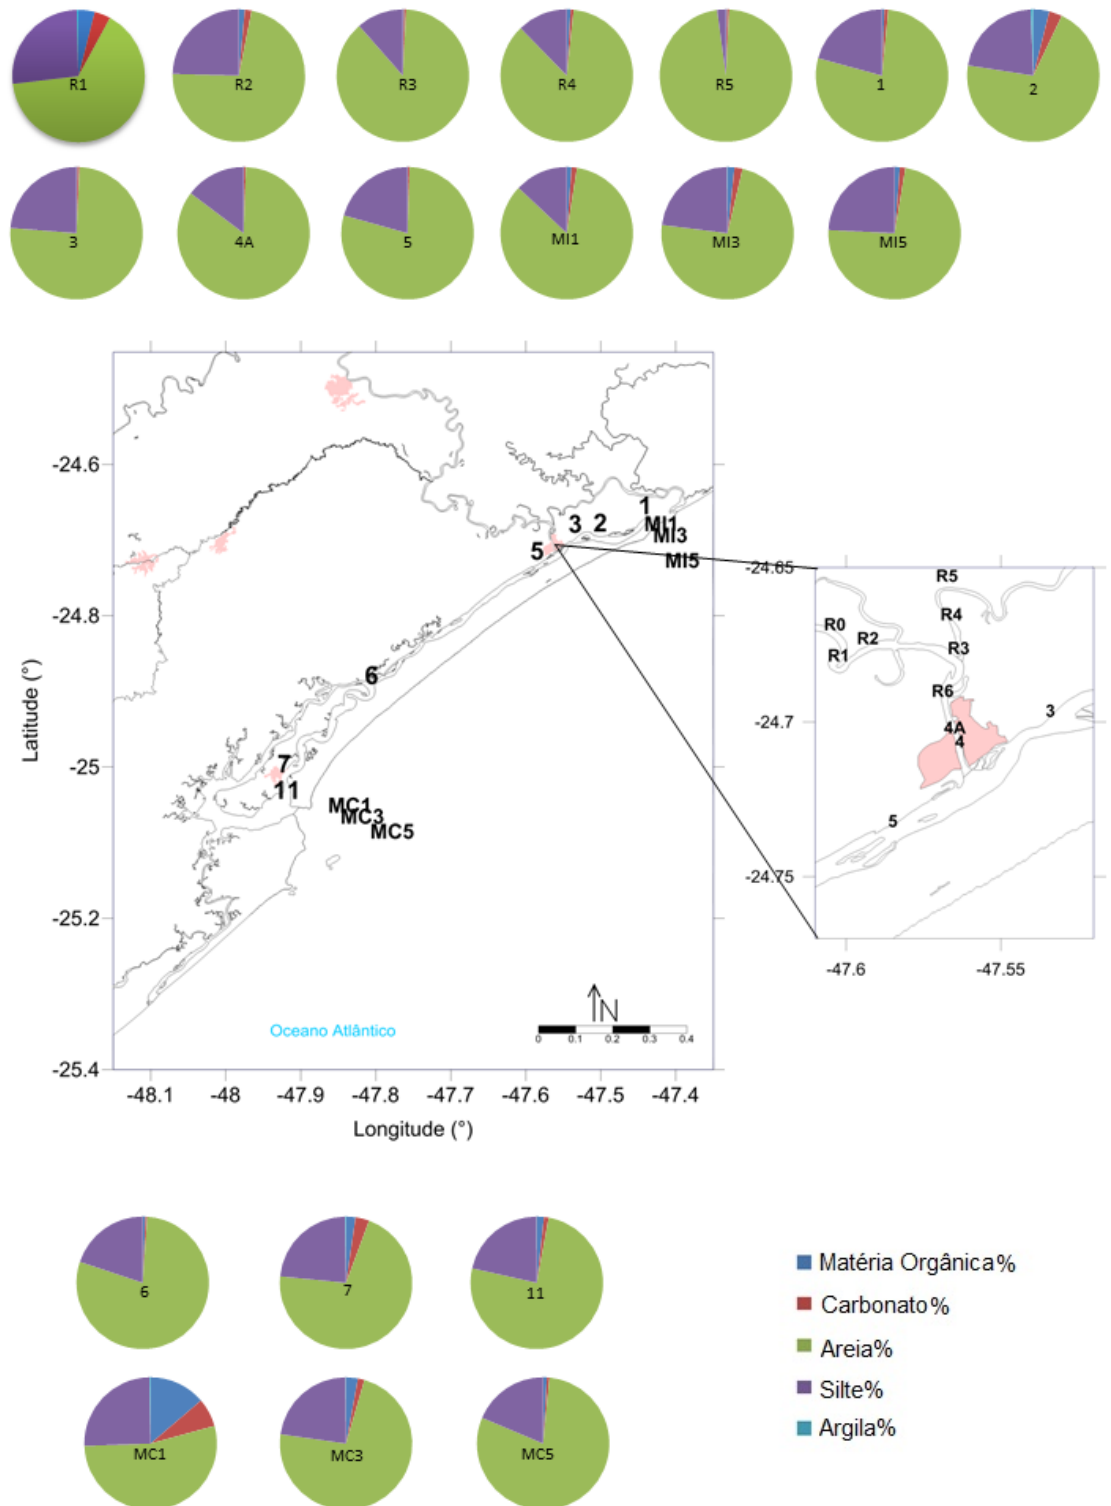 R1 R2 R3 R4 R5 1 2
3 4A 5 MI1 MI3 MI5
-24.6
-24.8
-25
-25.2
-25.4
Latitude (°)
1
3 2 MI1
MI3
5 MI5
6
7
11
MC1
MC3
MC5
Oceano Atlântico
N
0 0.1 0.2 0.3 0.4
-48.1 -48 -47.9 -47.8 -47.7 -47.6 -47.5 -47.4
Longitude (°)
-24.65
R5
R4
R0
R2
R1 R3
R6
3
-24.7
4A
4
5
-24.75
-47.6 -47.55
6 7 11
MC1 MC3 MC5
Matéria Orgânica%
Carbonato%
Areia%
Silte%
Argila%